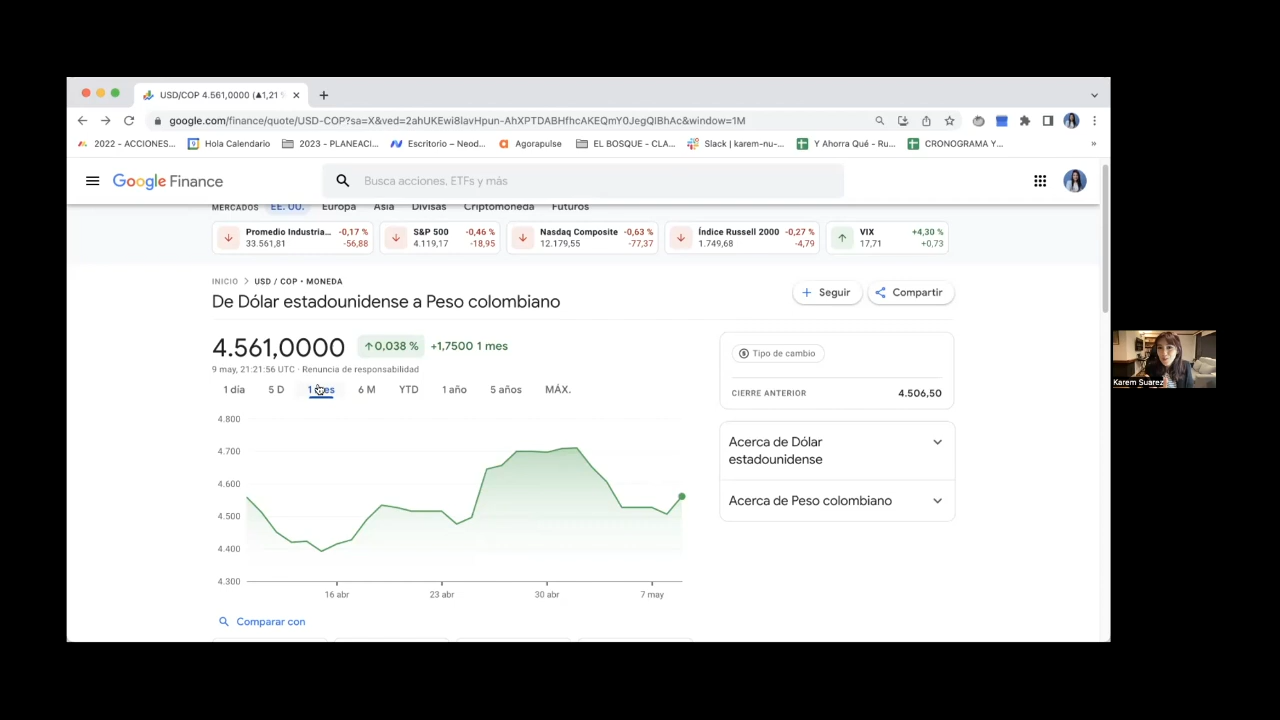 USD/COP 4.561,0000 (▲1,21 %
google.com/finance/quote/USD-COP?sa=X&ved=2ahUKEwi8lavHpun-AhXPTDABHfhcAKEQmY0JegQIBhAc&window=1M
2022 - ACCIONES...
Hola Calendario
2023 - PLANEACI...
Escritorio – Neod...
Agorapulse
EL BOSQUE - CLA...
Slack | karem-nu-...
Y Ahorra Qué - Ru...
CRONOGRAMA Y...
»
Google Finance
Busca acciones, ETFs y más
MERCADOS
EE. UU.
Europa
Asia
Divisas
Criptomoneda
Futuros
Promedio Industria... -0,17 %
33.561,81 -56,88
S&P 500 -0,46 %
4.119,17 -18,95
Nasdaq Composite -0,63 %
12.179,55 -77,37
Índice Russell 2000 -0,27 %
1.749,68 -4,79
VIX +4,30 %
17,71 +0,73
INICIO > USD / COP • MONEDA
De Dólar estadounidense a Peso colombiano
Seguir
Compartir
4.561,0000 ↑0,038 % +1,7500 1 mes
9 may, 21:21:56 UTC · Renuncia de responsabilidad
1 día
5 D
1 mes
6 M
YTD
1 año
5 años
MÁX.
4.800
4.700
4.600
4.500
4.400
4.300
16 abr
23 abr
30 abr
7 may
Comparar con
Tipo de cambio
CIERRE ANTERIOR 4.506,50
Acerca de Dólar
estadounidense
Acerca de Peso colombiano
Karem Suarez